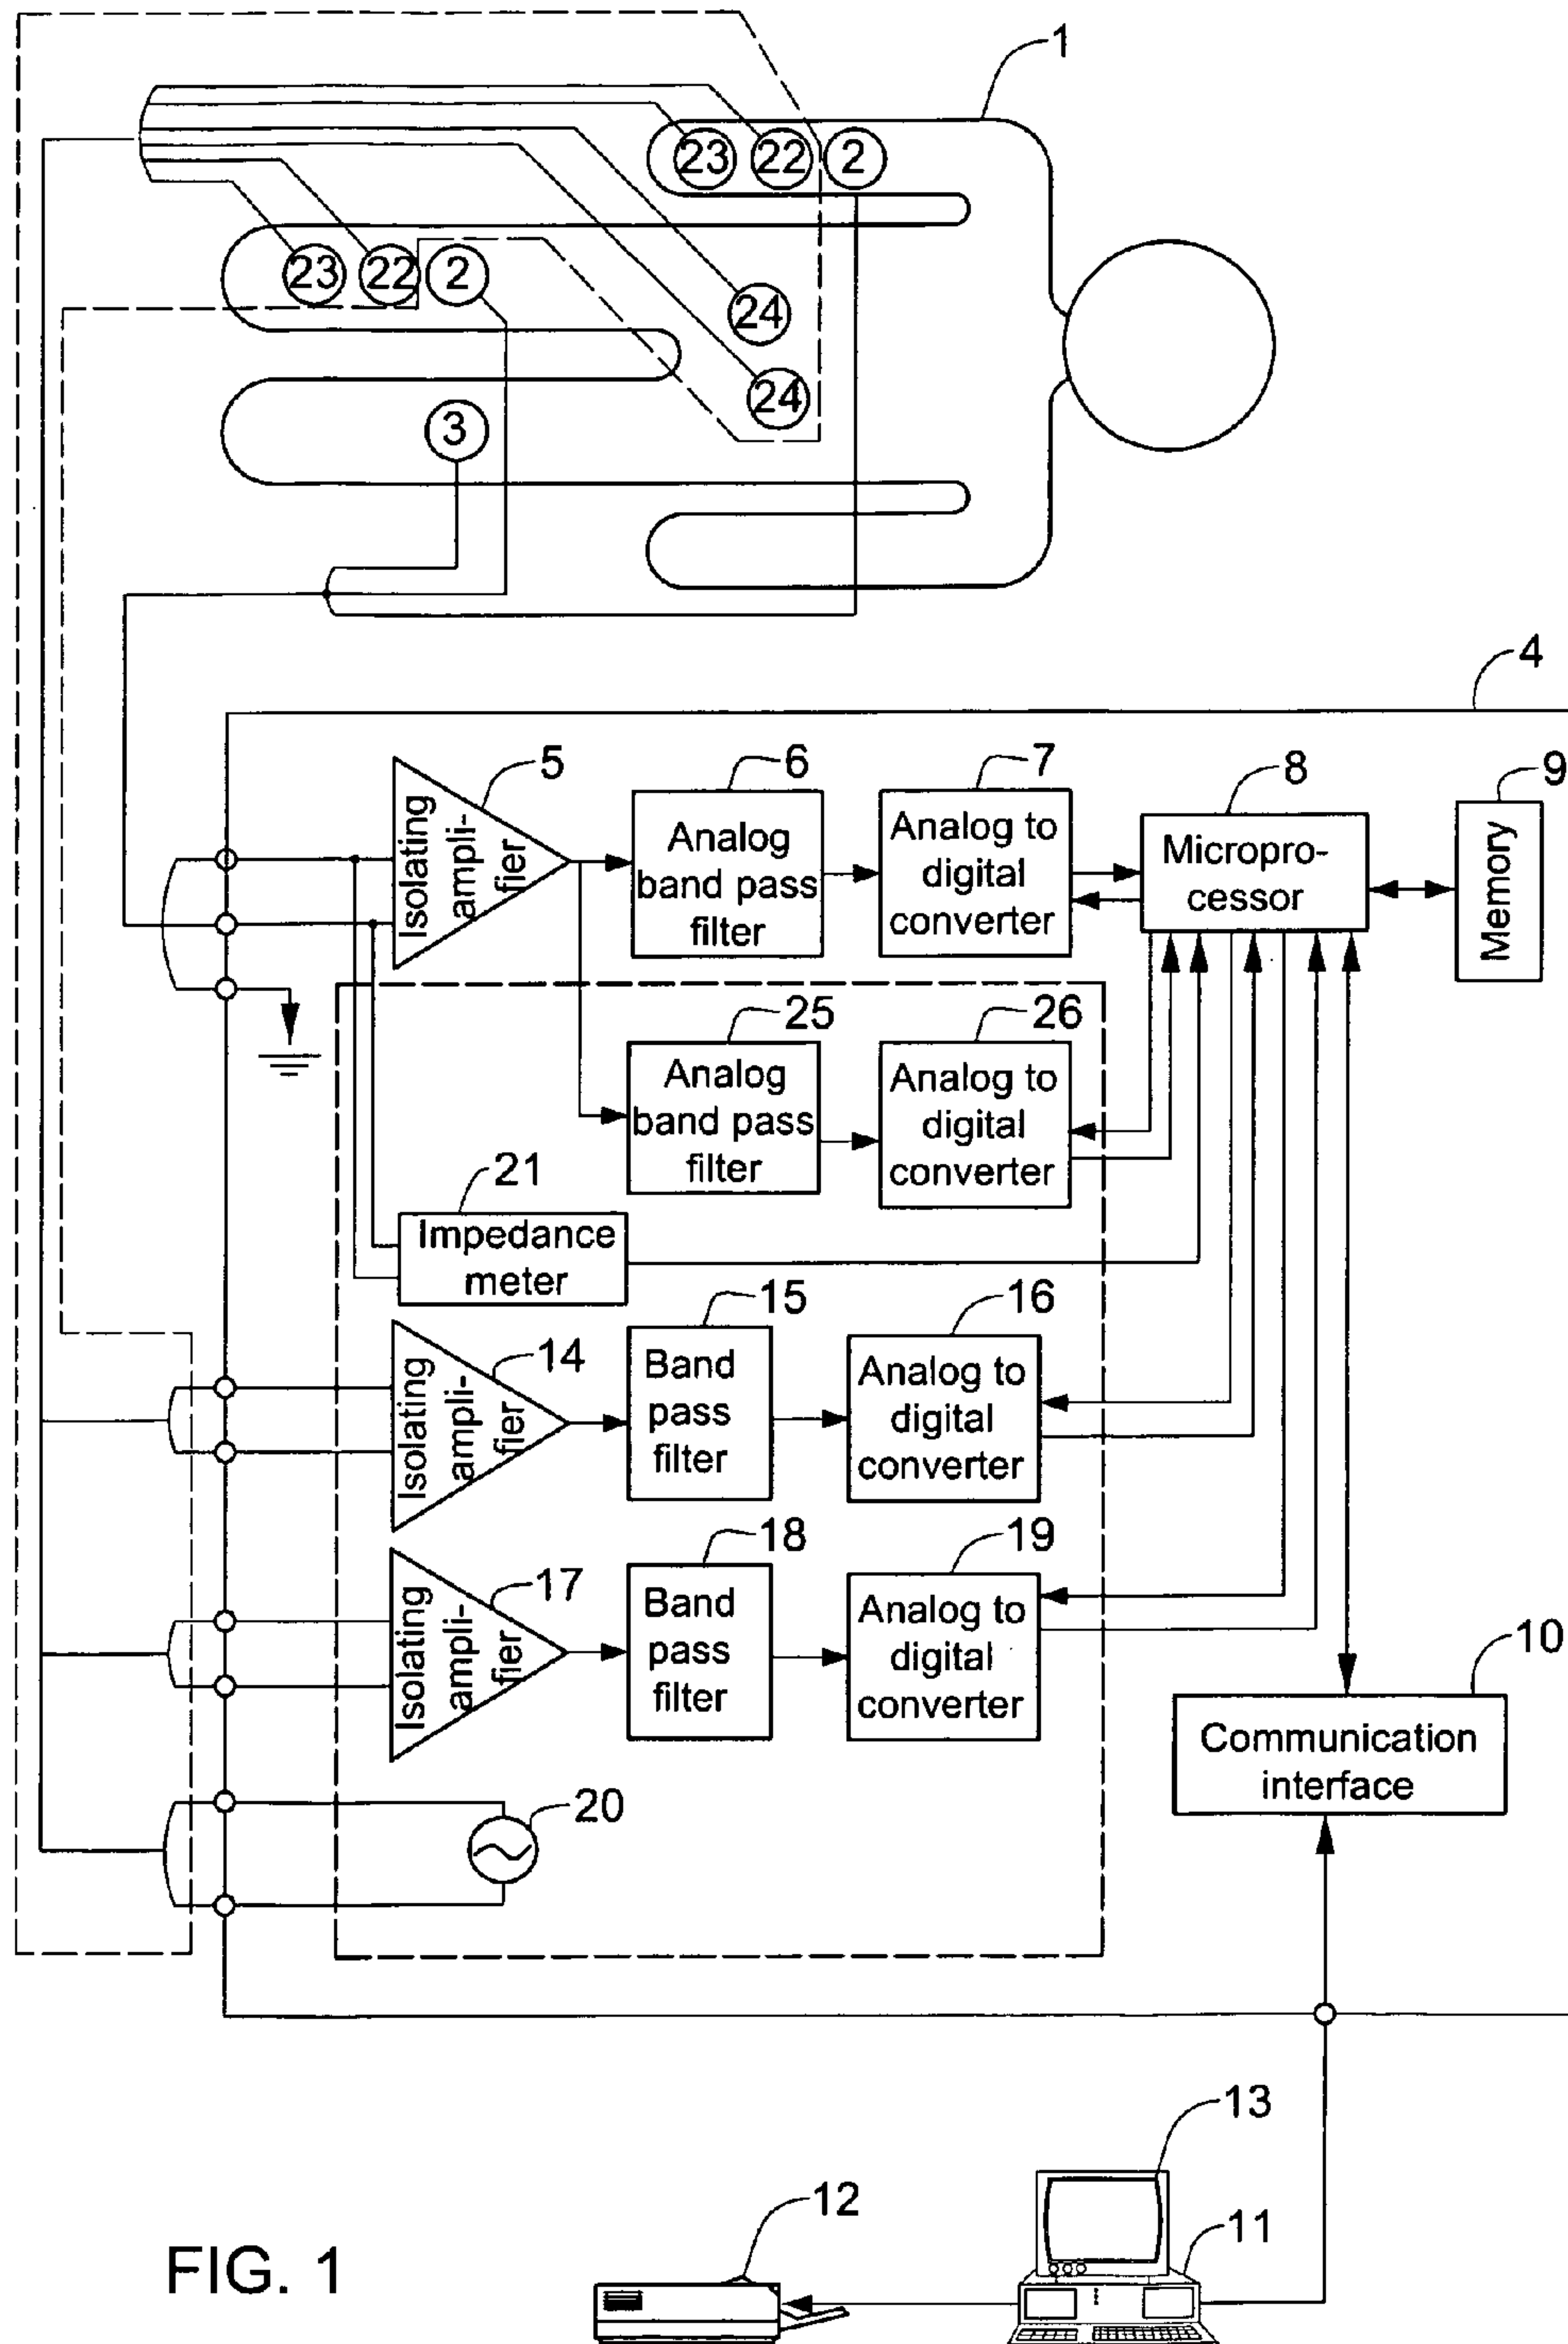 1
23 22 2
23 22 2
24
24
3
4
5
6
7
8
9
Isolating
ampli-
fier
Analog
band pass
filter
Analog to
digital
converter
Micropro-
cessor
Memory
25
26
Analog
band pass
filter
Analog to
digital
converter
21
Impedance
meter
14
15
16
Isolating
ampli-
fier
Band
pass
filter
Analog to
digital
converter
17
18
19
Isolating
ampli-
fier
Band
pass
filter
Analog to
digital
converter
10
Communication
interface
20
13
12
11
FIG. 1